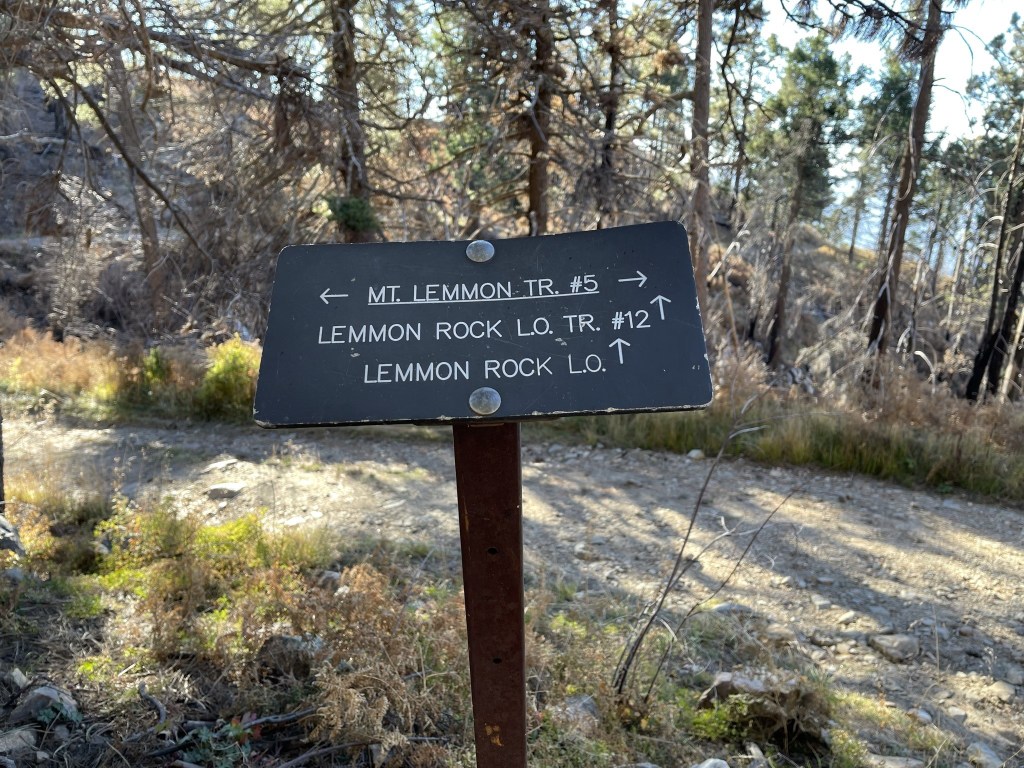 ← MT. LEMMON TR. #5 →
LEMMON ROCK L.O. TR. #12 ↑
LEMMON ROCK L.O. ↑